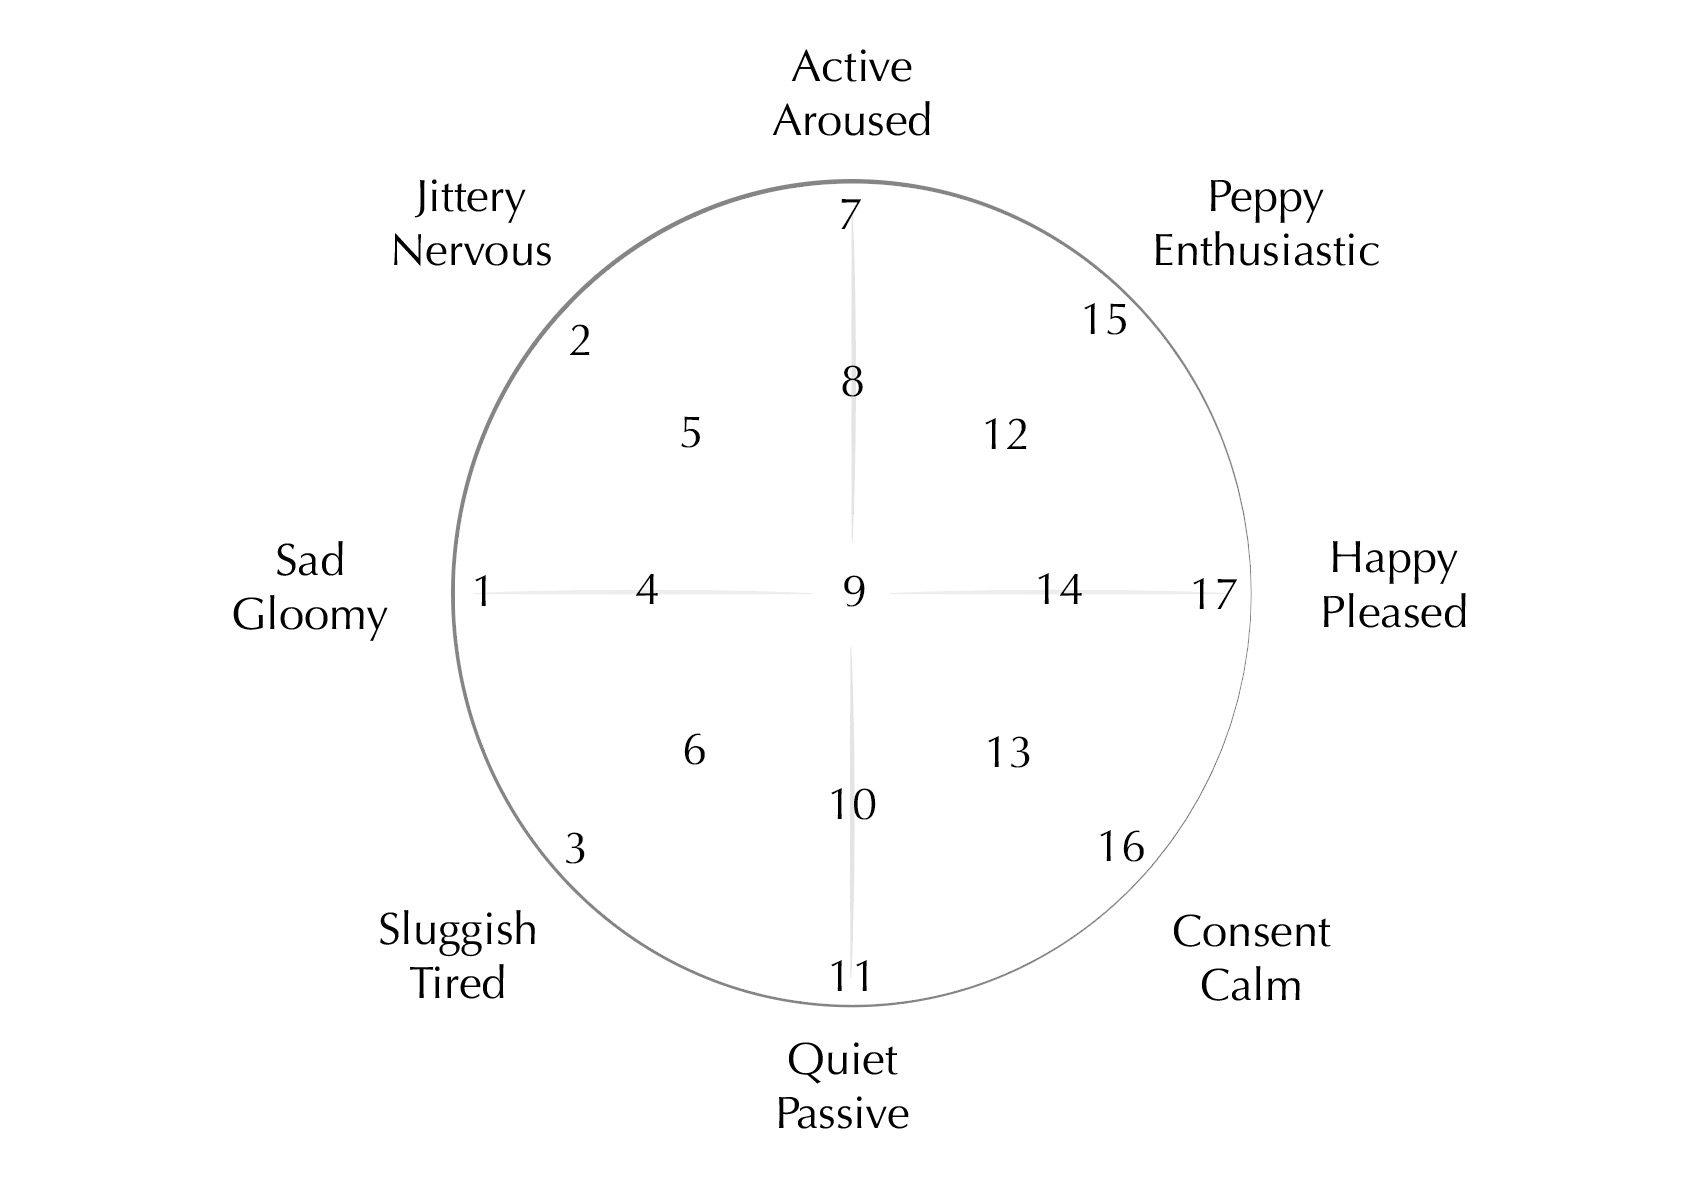 Active
Aroused
Jittery
Nervous
Peppy
Enthusiastic
7
15
2
8
5
12
Sad
Gloomy
1
4
9
14
17
Happy
Pleased
6
13
10
3
16
Sluggish
Tired
11
Consent
Calm
Quiet
Passive